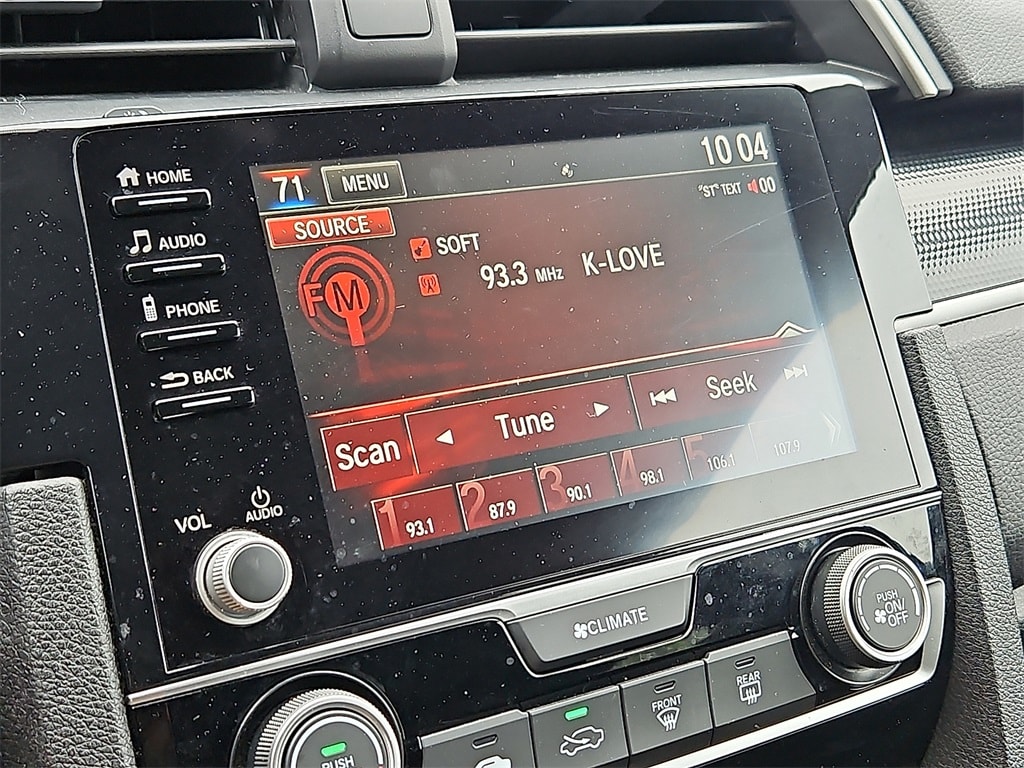 HOME
AUDIO
PHONE
BACK
VOL
AUDIO
71
MENU
10 04
"ST" TEXT 00
SOURCE
FM
SOFT
93.3 MHz K-LOVE
Scan
Tune
Seek
1 93.1
2 87.9
3 90.1
4 98.1
5 106.1
107.9
CLIMATE
PUSH
ON/
OFF
FRONT
REAR
PUSH